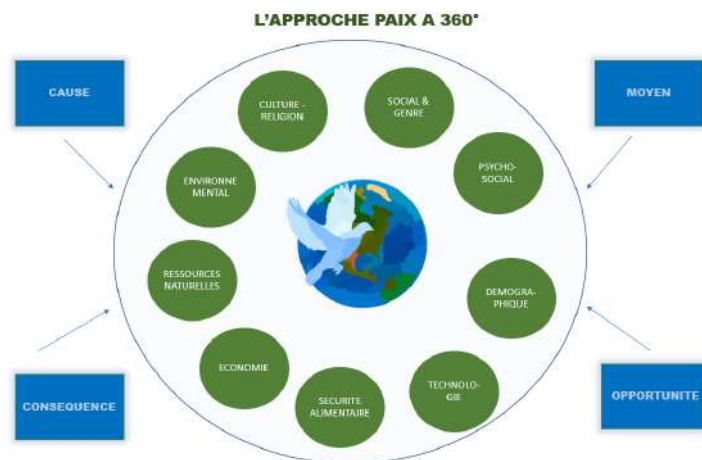 L'APPROCHE PAIX A 360°
CAUSE
MOYEN
CULTURE -
RELIGION
SOCIAL &
GENRE
ENVIRONNE
MENTAL
PSYCHO-
SOCIAL
RESSOURCES
NATURELLES
DEMOGRA-
PHIQUE
ECONOMIE
TECHNOLO-
GIE
SECURITE
ALIMENTAIRE
CONSEQUENCE
OPPORTUNITE